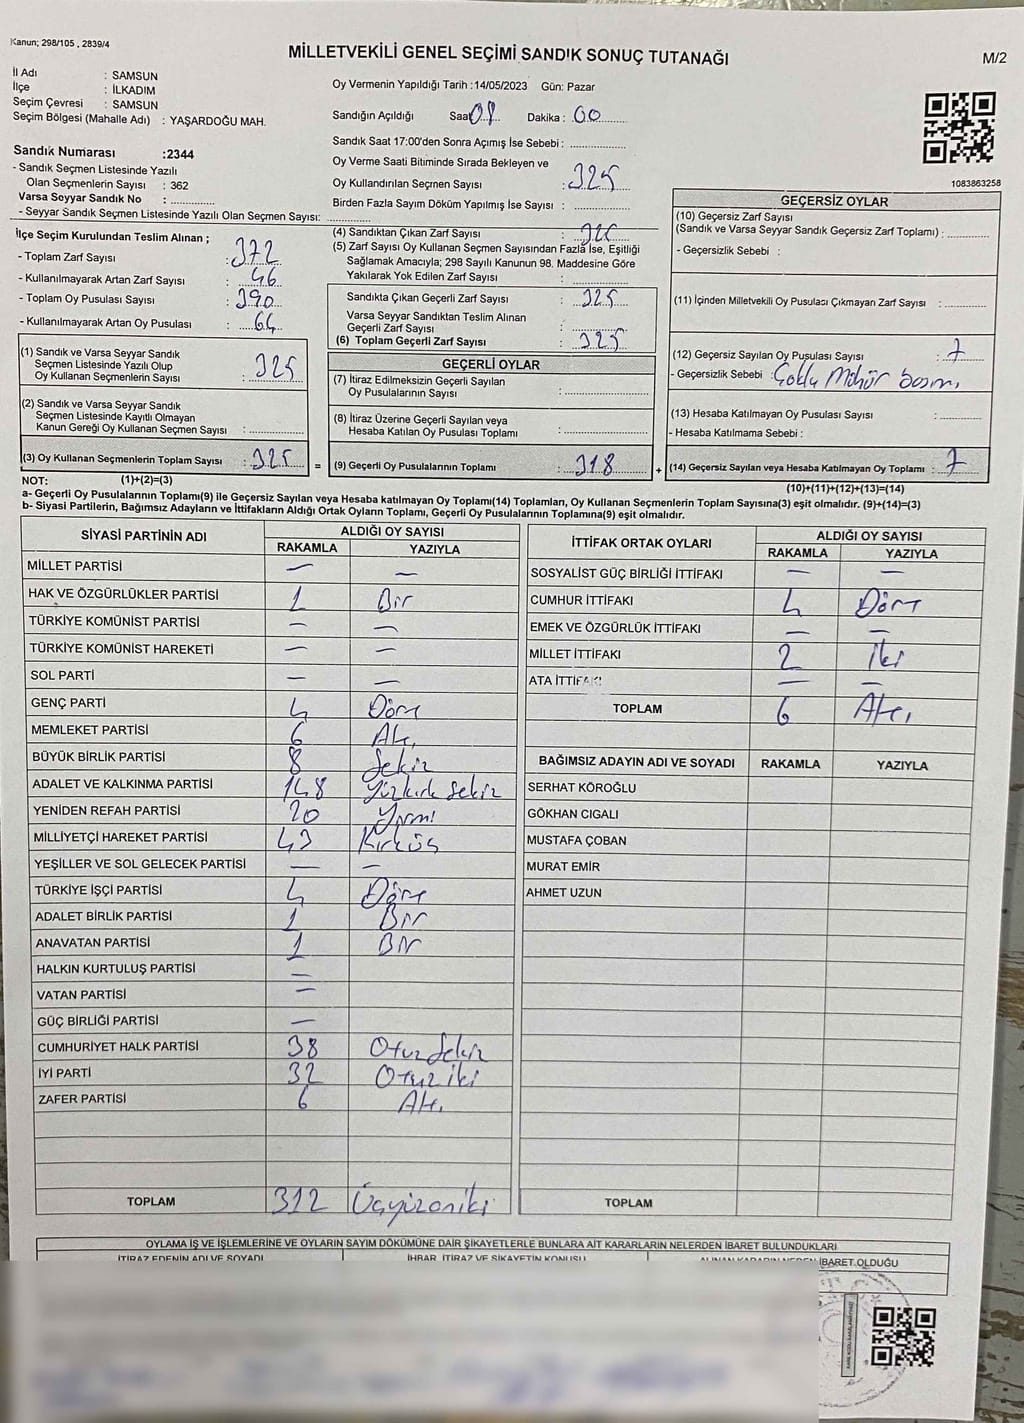 Kanun; 298/105 , 2839/4
MİLLETVEKİLİ GENEL SEÇİMİ SANDIK SONUÇ TUTANAĞI
M/2
İl Adı : SAMSUN
İlçe : İLKADIM
Seçim Çevresi : SAMSUN
Seçim Bölgesi (Mahalle Adı) : YAŞARDOĞU MAH.
Sandık Numarası :2344
- Sandık Seçmen Listesinde Yazılı
Olan Seçmenlerin Sayısı : 362
Varsa Seyyar Sandık No :
- Seyyar Sandık Seçmen Listesinde Yazılı Olan Seçmen Sayısı:
Oy Vermenin Yapıldığı Tarih :14/05/2023 Gün: Pazar
Sandığın Açıldığı Saat 08 Dakika : 00
Sandık Saat 17:00'den Sonra Açımış İse Sebebi :
Oy Verme Saati Bitiminde Sırada Bekleyen ve
Oy Kullandırılan Seçmen Sayısı : 325
Birden Fazla Sayım Döküm Yapılmış İse Sayısı :
1083863258
İlçe Seçim Kurulundan Teslim Alınan ;
- Toplam Zarf Sayısı : 372
- Kullanılmayarak Artan Zarf Sayısı : 46
- Toplam Oy Pusulası Sayısı : 390
- Kullanılmayarak Artan Oy Pusulası : 64
(4) Sandıktan Çıkan Zarf Sayısı :
(5) Zarf Sayısı Oy Kullanan Seçmen Sayısından Fazla İse, Eşitliği
Sağlamak Amacıyla; 298 Sayılı Kanunun 98. Maddesine Göre
Yakılarak Yok Edilen Zarf Sayısı :
Sandıkta Çıkan Geçerli Zarf Sayısı : 325
Varsa Seyyar Sandıktan Teslim Alınan
Geçerli Zarf Sayısı :
(6) Toplam Geçerli Zarf Sayısı : 325
GEÇERSİZ OYLAR
(10) Geçersiz Zarf Sayısı
(Sandık ve Varsa Seyyar Sandık Geçersiz Zarf Toplamı) :
- Geçersizlik Sebebi :
(11) İçinden Milletvekili Oy Pusulası Çıkmayan Zarf Sayısı :
(12) Geçersiz Sayılan Oy Pusulası Sayısı : 7
- Geçersizlik Sebebi : Çoklu Mühür basımı
(13) Hesaba Katılmayan Oy Pusulası Sayısı :
- Hesaba Katılmama Sebebi :
(14) Geçersiz Sayılan veya Hesaba Katılmayan Oy Toplamı : 7
(10)+(11)+(12)+(13)=(14)
(1) Sandık ve Varsa Seyyar Sandık
Seçmen Listesinde Yazılı Olup
Oy Kullanan Seçmenlerin Sayısı : 325
(2) Sandık ve Varsa Seyyar Sandık
Seçmen Listesinde Kayıtlı Olmayan
Kanun Gereği Oy Kullanan Seçmen Sayısı :
(3) Oy Kullanan Seçmenlerin Toplam Sayısı : 325 =
GEÇERLİ OYLAR
(7) İtiraz Edilmeksizin Geçerli Sayılan
Oy Pusulalarının Sayısı :
(8) İtiraz Üzerine Geçerli Sayılan veya
Hesaba Katılan Oy Pusulası Toplamı :
(9) Geçerli Oy Pusulalarının Toplamı : 318 +
NOT: (1)+(2)=(3)
a- Geçerli Oy Pusulalarının Toplamı(9) ile Geçersiz Sayılan veya Hesaba katılmayan Oy Toplamı(14) Toplamları, Oy Kullanan Seçmenlerin Toplam Sayısına(3) eşit olmalıdır. (9)+(14)=(3)
b- Siyasi Partilerin, Bağımsız Adayların ve İttifakların Aldığı Ortak Oyların Toplamı, Geçerli Oy Pusulalarının Toplamına(9) eşit olmalıdır.
SİYASİ PARTİNİN ADI ALDIĞI OY SAYISI
RAKAMLA YAZIYLA
MİLLET PARTİSİ — —
HAK VE ÖZGÜRLÜKLER PARTİSİ 1 Bir
TÜRKİYE KOMÜNİST PARTİSİ — —
TÜRKİYE KOMÜNİST HAREKETİ — —
SOL PARTİ — —
GENÇ PARTİ 4 Dört
MEMLEKET PARTİSİ 6 Altı
BÜYÜK BİRLİK PARTİSİ 8 Sekiz
ADALET VE KALKINMA PARTİSİ 148 Yüzkırk Sekiz
YENİDEN REFAH PARTİSİ 20 Yirmi
MİLLİYETÇİ HAREKET PARTİSİ 43 Kırküç
YEŞİLLER VE SOL GELECEK PARTİSİ — —
TÜRKİYE İŞÇİ PARTİSİ 4 Dört
ADALET BİRLİK PARTİSİ 1 Bir
ANAVATAN PARTİSİ 1 Bir
HALKIN KURTULUŞ PARTİSİ —
VATAN PARTİSİ —
GÜÇ BİRLİĞİ PARTİSİ —
CUMHURİYET HALK PARTİSİ 38 Otuz Sekiz
İYİ PARTİ 32 Otuz iki
ZAFER PARTİSİ 6 Altı
TOPLAM 312 Üçyüzoniki
İTTİFAK ORTAK OYLARI ALDIĞI OY SAYISI
RAKAMLA YAZIYLA
SOSYALİST GÜÇ BİRLİĞİ İTTİFAKI — —
CUMHUR İTTİFAKI 4 Dört
EMEK VE ÖZGÜRLÜK İTTİFAKI — —
MİLLET İTTİFAKI 2 iki
ATA İTTİFAKI — —
TOPLAM 6 Altı
BAĞIMSIZ ADAYIN ADI VE SOYADI RAKAMLA YAZIYLA
SERHAT KÖROĞLU
GÖKHAN CIGALI
MUSTAFA ÇOBAN
MURAT EMİR
AHMET UZUN
TOPLAM
OYLAMA İŞ VE İŞLEMLERİNE VE OYLARIN SAYIM DÖKÜMÜNE DAİR ŞİKAYETLERLE BUNLARA AİT KARARLARIN NELERDEN İBARET BULUNDUKLARI
İTİRAZ EDENİN ADI VE SOYADI İHBAR, İTİRAZ VE ŞİKAYETİN KONUSU ALINAN KARARIN NEDEN İBARET OLDUĞU